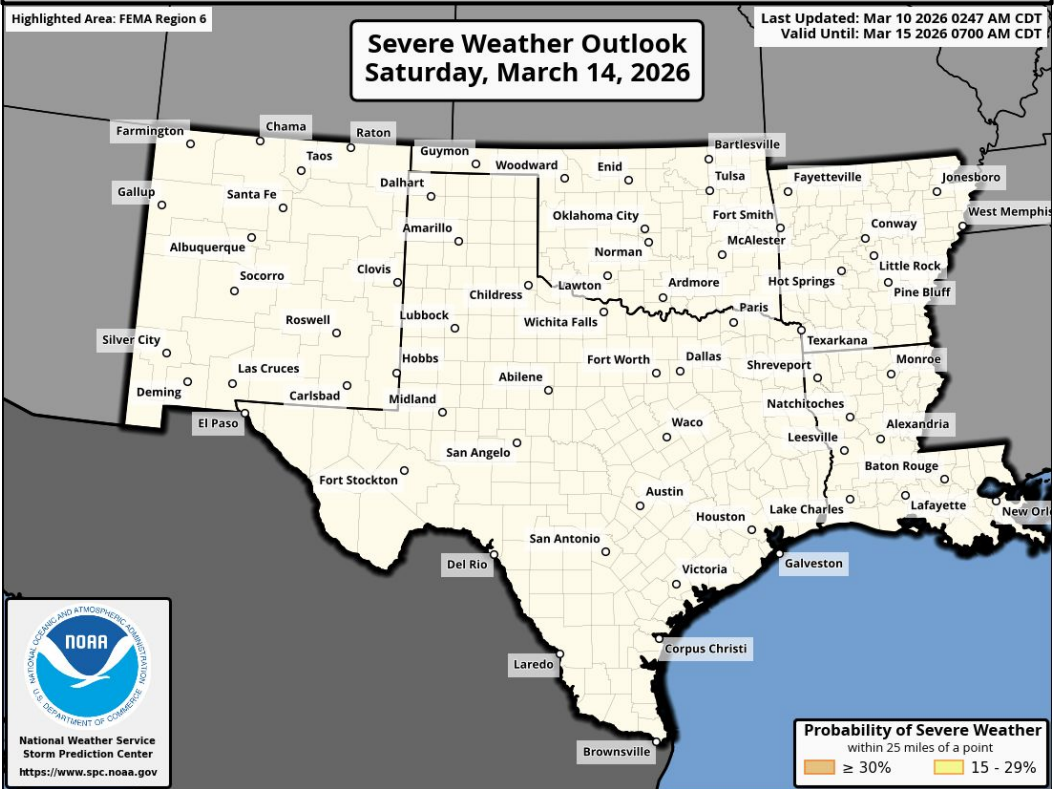 Highlighted Area: FEMA Region 6
Severe Weather Outlook
Saturday, March 14, 2026
Last Updated: Mar 10 2026 0247 AM CDT
Valid Until: Mar 15 2026 0700 AM CDT
Farmington
Chama
Raton
Taos
Guymon
Woodward
Enid
Bartlesville
Tulsa
Fayetteville
Jonesboro
Gallup
Santa Fe
Dalhart
Amarillo
Oklahoma City
Fort Smith
West Memphis
Conway
Albuquerque
Norman
McAlester
Little Rock
Socorro
Clovis
Childress
Lawton
Ardmore
Hot Springs
Pine Bluff
Roswell
Lubbock
Wichita Falls
Paris
Texarkana
Silver City
Hobbs
Fort Worth
Dallas
Shreveport
Monroe
Las Cruces
Abilene
Deming
Carlsbad
Midland
Natchitoches
El Paso
Waco
Leesville
Alexandria
San Angelo
Baton Rouge
Fort Stockton
Austin
Lake Charles
Lafayette
New Orl
Houston
San Antonio
Del Rio
Victoria
Galveston
Laredo
Corpus Christi
Brownsville
NATIONAL OCEANIC AND ATMOSPHERIC ADMINISTRATION
NOAA
U.S. DEPARTMENT OF COMMERCE
National Weather Service
Storm Prediction Center
https://www.spc.noaa.gov
Probability of Severe Weather
within 25 miles of a point
≥ 30%
15 - 29%